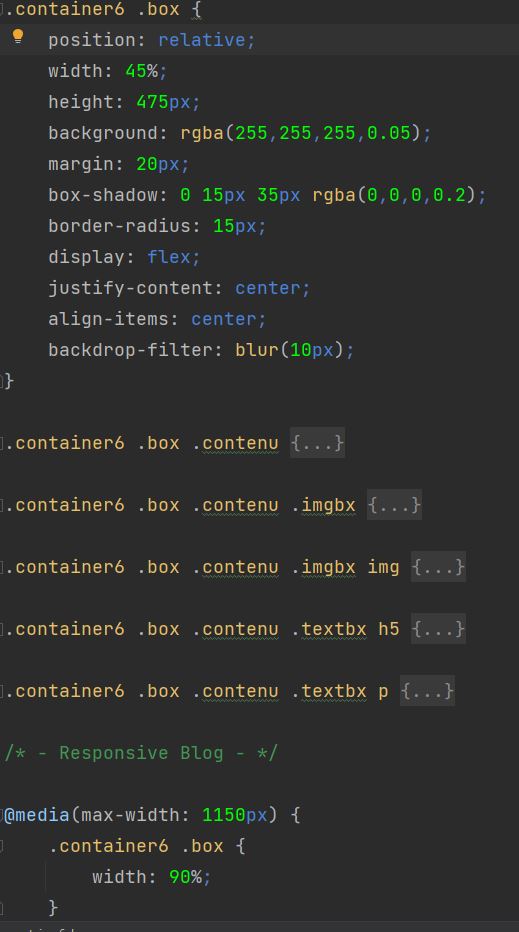 .container6 .box {
position: relative;
width: 45%;
height: 475px;
background: rgba(255,255,255,0.05);
margin: 20px;
box-shadow: 0 15px 35px rgba(0,0,0,0.2);
border-radius: 15px;
display: flex;
justify-content: center;
align-items: center;
backdrop-filter: blur(10px);
}
.container6 .box .contenu {...}
.container6 .box .contenu .imgbx {...}
.container6 .box .contenu .imgbx img {...}
.container6 .box .contenu .textbx h5 {...}
.container6 .box .contenu .textbx p {...}
/* - Responsive Blog - */
@media(max-width: 1150px) {
.container6 .box {
width: 90%;
}